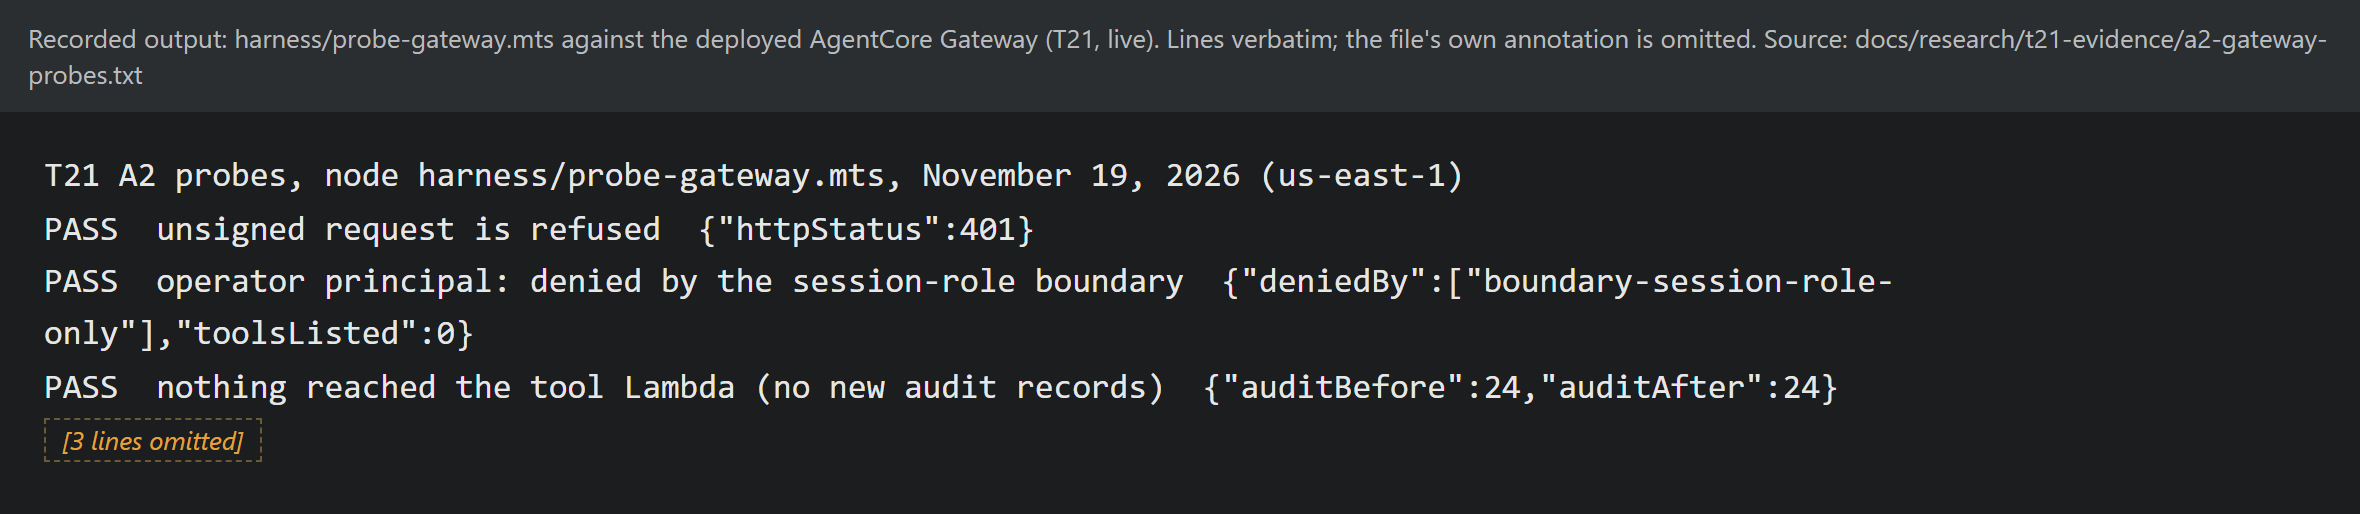 Recorded output: harness/probe-gateway.mts against the deployed AgentCore Gateway (T21, live). Lines verbatim; the file's own annotation is omitted. Source: docs/research/t21-evidence/a2-gateway-
probes.txt
T21 A2 probes, node harness/probe-gateway.mts, November 19, 2026 (us-east-1)
PASS  unsigned request is refused  {"httpStatus":401}
PASS  operator principal: denied by the session-role boundary  {"deniedBy":["boundary-session-role-
only"],"toolsListed":0}
PASS  nothing reached the tool Lambda (no new audit records)  {"auditBefore":24,"auditAfter":24}
[3 lines omitted]